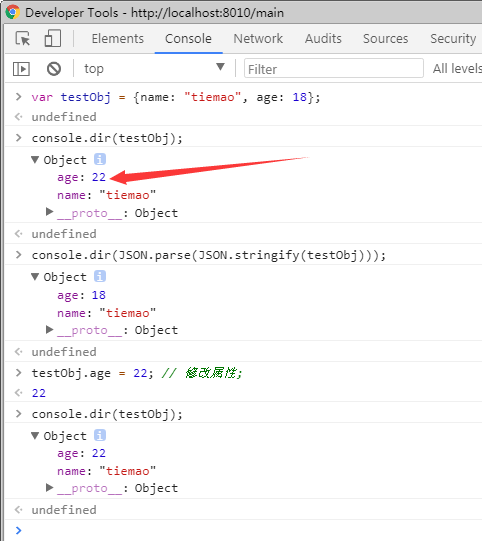 Developer Tools - http://localhost:8010/main
Elements Console Network Audits Sources Security
top Filter All levels
> var testObj = {name: "tiemao", age: 18};
< undefined
> console.dir(testObj);
▼ Object i
age: 22
name: "tiemao"
▶ __proto__: Object
< undefined
> console.dir(JSON.parse(JSON.stringify(testObj)));
▼ Object i
age: 18
name: "tiemao"
▶ __proto__: Object
< undefined
> testObj.age = 22; // 修改属性;
< 22
> console.dir(testObj);
▼ Object i
age: 22
name: "tiemao"
▶ __proto__: Object
< undefined
>